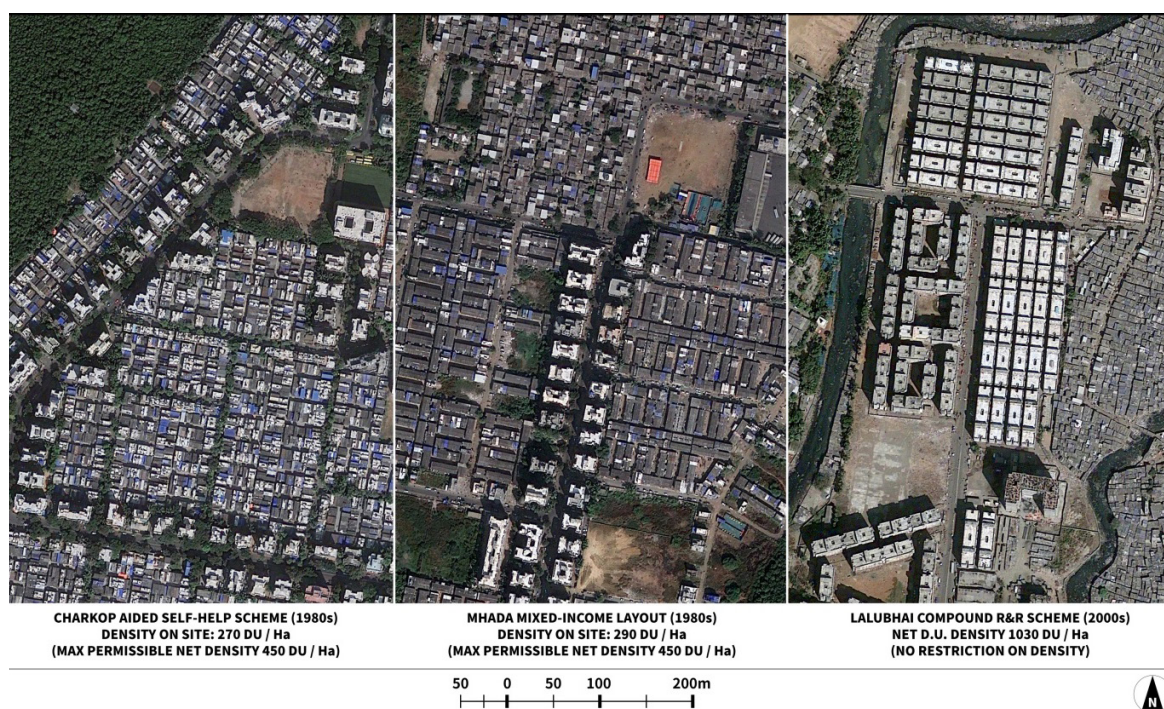 CHARKOP AIDED SELF-HELP SCHEME (1980s)
DENSITY ON SITE: 270 DU / Ha
(MAX PERMISSIBLE NET DENSITY 450 DU / Ha)
MHADA MIXED-INCOME LAYOUT (1980s)
DENSITY ON SITE: 290 DU / Ha
(MAX PERMISSIBLE NET DENSITY 450 DU / Ha)
LALUBHAI COMPOUND R&R SCHEME (2000s)
NET D.U. DENSITY 1030 DU / Ha
(NO RESTRICTION ON DENSITY)
50 0 50 100 200m
N